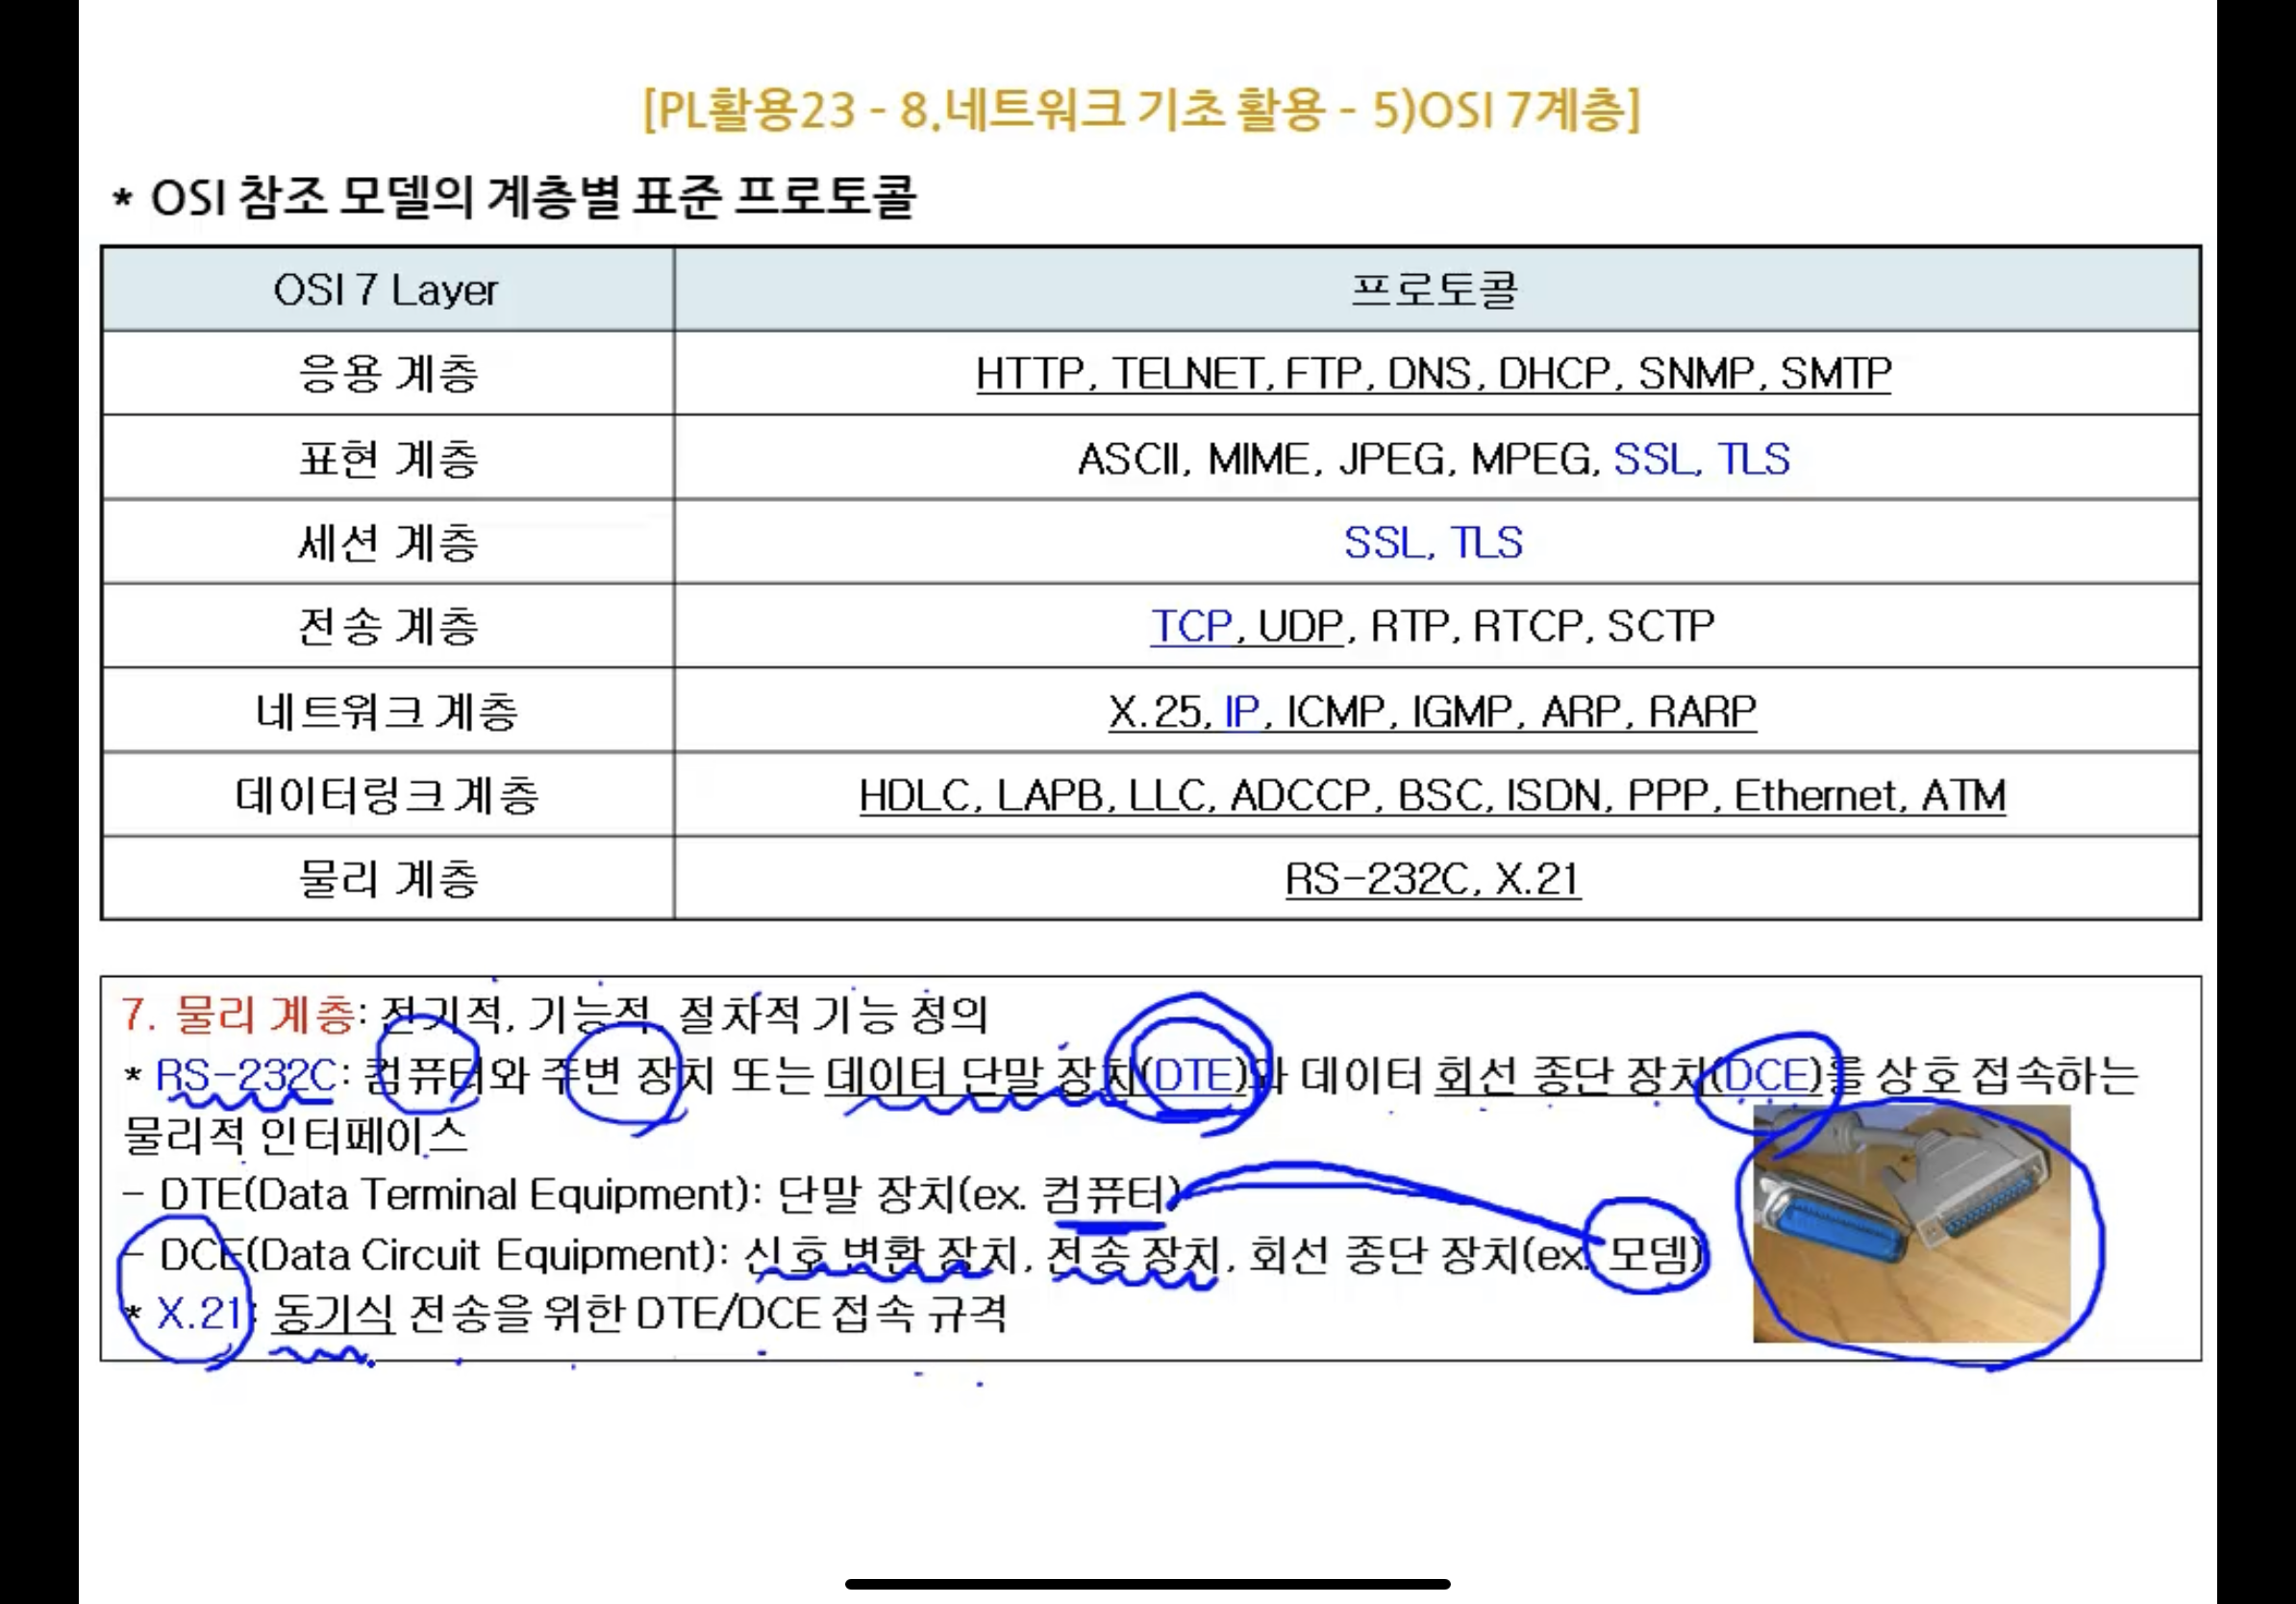 [PL활용23 - 8.네트워크 기초 활용 - 5)OSI 7계층]
* OSI 참조 모델의 계층별 표준 프로토콜
OSI 7 Layer 프로토콜
응용 계층 HTTP, TELNET, FTP, DNS, DHCP, SNMP, SMTP
표현 계층 ASCII, MIME, JPEG, MPEG, SSL, TLS
세션 계층 SSL, TLS
전송 계층 TCP, UDP, RTP, RTCP, SCTP
네트워크 계층 X.25, IP, ICMP, IGMP, ARP, RARP
데이터링크 계층 HDLC, LAPB, LLC, ADCCP, BSC, ISDN, PPP, Ethernet, ATM
물리 계층 RS-232C, X.21
7. 물리 계층: 전기적, 기능적, 절차적 기능 정의
* RS-232C: 컴퓨터와 주변 장치 또는 데이터 단말 장치(DTE)와 데이터 회선 종단 장치(DCE)를 상호 접속하는
물리적 인터페이스
- DTE(Data Terminal Equipment): 단말 장치(ex. 컴퓨터)
- DCE(Data Circuit Equipment): 신호 변환 장치, 전송 장치, 회선 종단 장치(ex. 모뎀)
* X.21: 동기식 전송을 위한 DTE/DCE 접속 규격